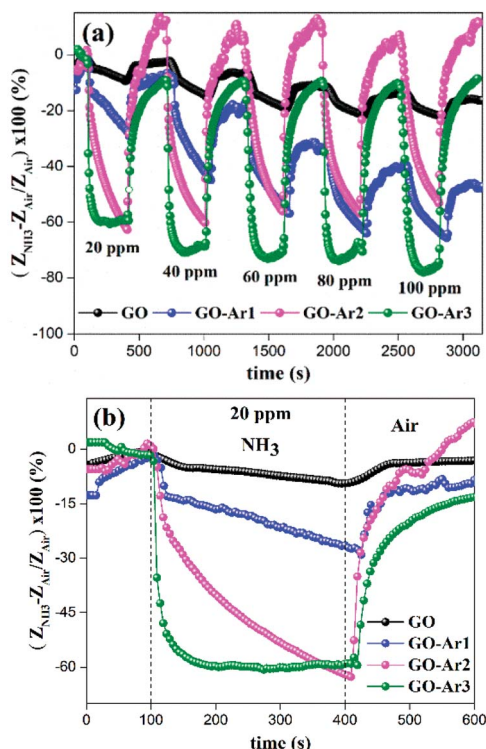 (a)
( Z_NH3-Z_Air/Z_Air) x100 (%)
0
-20
-40
-60
-80
-100
20 ppm
40 ppm
60 ppm
80 ppm
100 ppm
GO GO-Ar1 GO-Ar2 GO-Ar3
0 500 1000 1500 2000 2500 3000
time (s)
(b)
20 ppm
NH3
Air
( Z_NH3-Z_Air/Z_Air) x100 (%)
0
-15
-30
-45
-60
GO
GO-Ar1
GO-Ar2
GO-Ar3
0 100 200 300 400 500 600
time (s)